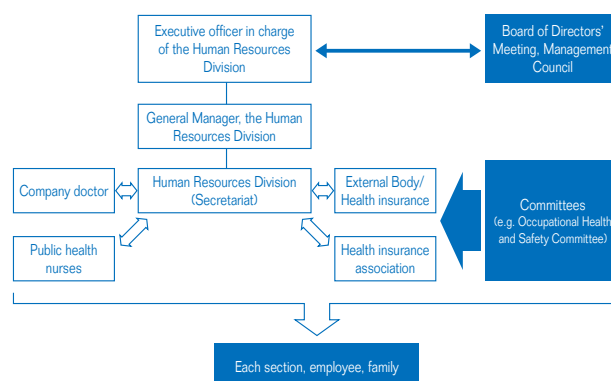 Executive officer in charge
of the Human Resources
Division
Board of Directors'
Meeting, Management
Council
General Manager, the Human
Resources Division
Company doctor
Human Resources Division
(Secretariat)
External Body/
Health insurance
Committees
(e.g. Occupational Health
and Safety Committee)
Public health
nurses
Health insurance
association
Each section, employee, family